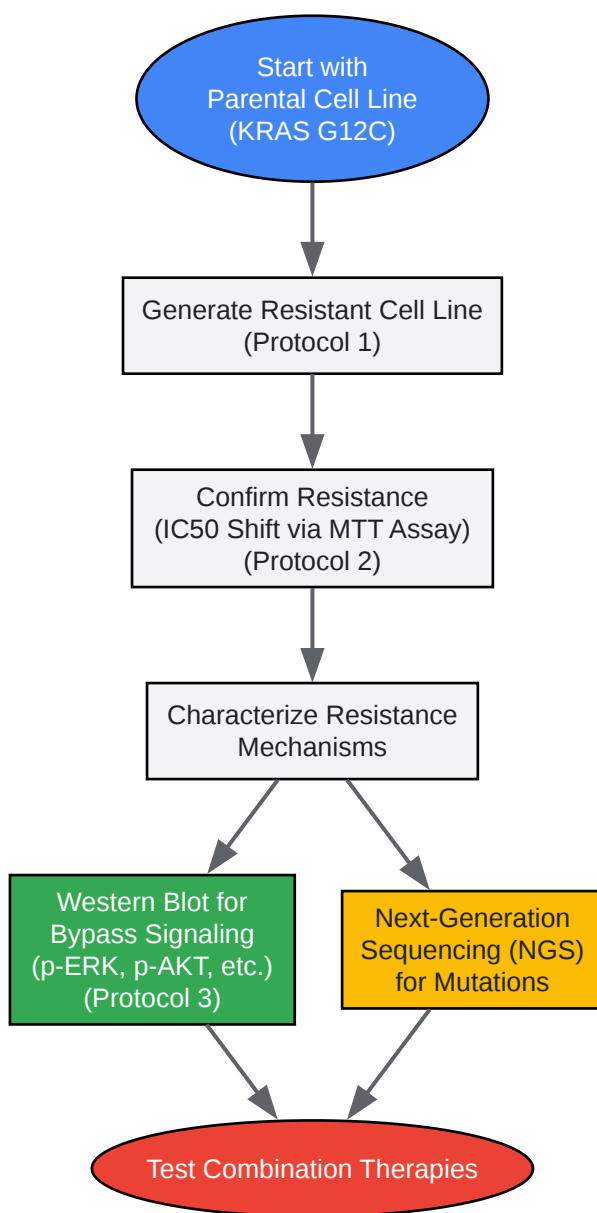 Start with
Parental Cell Line
(KRAS G12C)
Generate Resistant Cell Line
(Protocol 1)
Confirm Resistance
(IC50 Shift via MTT Assay)
(Protocol 2)
Characterize Resistance
Mechanisms
Western Blot for
Bypass Signaling
(p-ERK, p-AKT, etc.)
(Protocol 3)
Next-Generation
Sequencing (NGS)
for Mutations
Test Combination Therapies